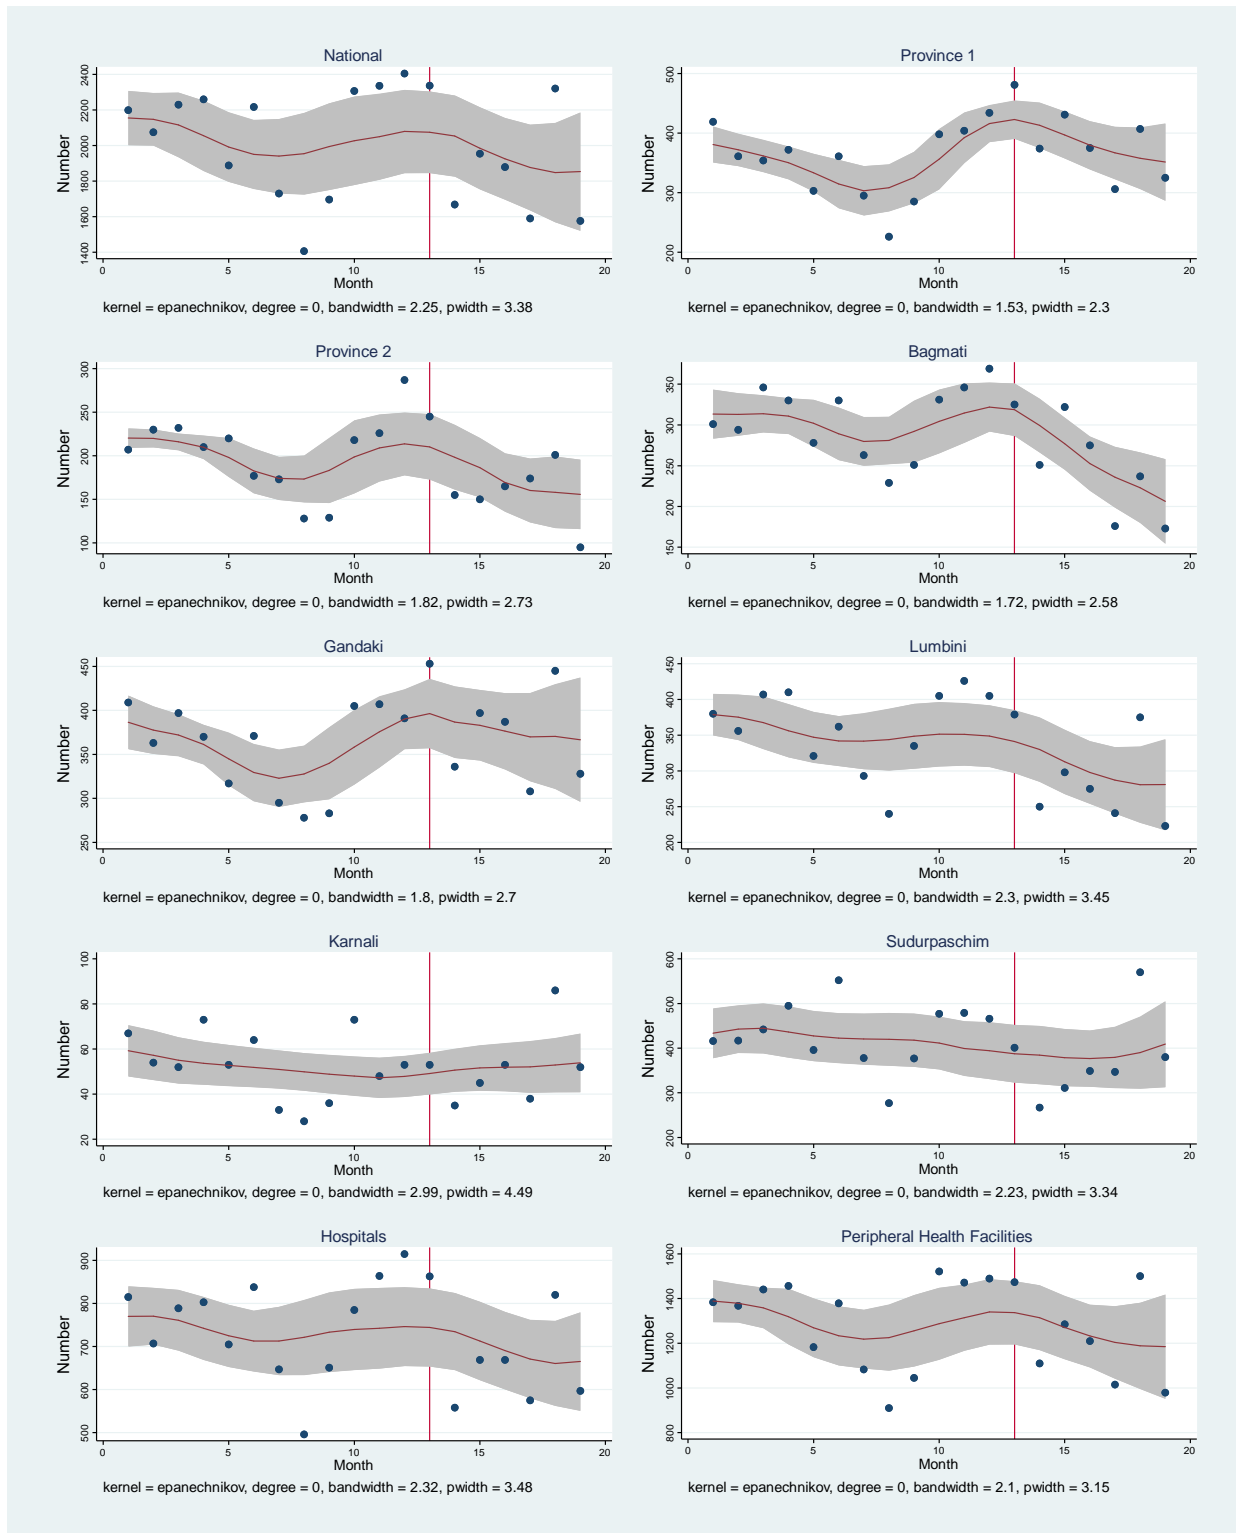 National
Number
1400 1600 1800 2000 2200 2400
0 5 10 15 20
Month
kernel = epanechnikov, degree = 0, bandwidth = 2.25, pwidth = 3.38
Province 1
Number
200 300 400 500
0 5 10 15 20
Month
kernel = epanechnikov, degree = 0, bandwidth = 1.53, pwidth = 2.3
Province 2
Number
100 150 200 250 300
0 5 10 15 20
Month
kernel = epanechnikov, degree = 0, bandwidth = 1.82, pwidth = 2.73
Bagmati
Number
150 200 250 300 350
0 5 10 15 20
Month
kernel = epanechnikov, degree = 0, bandwidth = 1.72, pwidth = 2.58
Gandaki
Number
250 300 350 400 450
0 5 10 15 20
Month
kernel = epanechnikov, degree = 0, bandwidth = 1.8, pwidth = 2.7
Lumbini
Number
200 250 300 350 400 450
0 5 10 15 20
Month
kernel = epanechnikov, degree = 0, bandwidth = 2.3, pwidth = 3.45
Karnali
Number
20 40 60 80 100
0 5 10 15 20
Month
kernel = epanechnikov, degree = 0, bandwidth = 2.99, pwidth = 4.49
Sudurpaschim
Number
200 300 400 500 600
0 5 10 15 20
Month
kernel = epanechnikov, degree = 0, bandwidth = 2.23, pwidth = 3.34
Hospitals
Number
500 600 700 800 900
0 5 10 15 20
Month
kernel = epanechnikov, degree = 0, bandwidth = 2.32, pwidth = 3.48
Peripheral Health Facilities
Number
800 1000 1200 1400 1600
0 5 10 15 20
Month
kernel = epanechnikov, degree = 0, bandwidth = 2.1, pwidth = 3.15